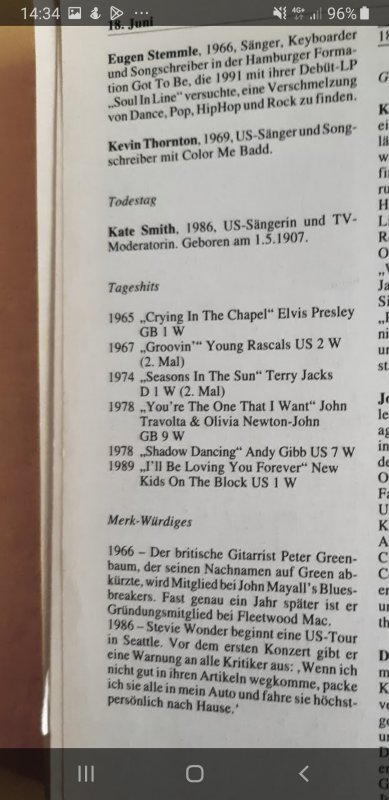 14:34
4G+
96%
18. Juni
Eugen Stemmle, 1966, Sänger, Keyboarder
und Songschreiber in der Hamburger Forma-
tion Got To Be, die 1991 mit ihrer Debüt-LP
„Soul In Line“ versuchte, eine Verschmelzung
von Dance, Pop, HipHop und Rock zu finden.
Kevin Thornton, 1969, US-Sänger und Song-
schreiber mit Color Me Badd.
Todestag
Kate Smith, 1986, US-Sängerin und TV-
Moderatorin. Geboren am 1.5.1907.
Tageshits
1965 „Crying In The Chapel“ Elvis Presley
GB 1 W
1967 „Groovin’“ Young Rascals US 2 W
(2. Mal)
1974 „Seasons In The Sun“ Terry Jacks
D 1 W (2. Mal)
1978 „You're The One That I Want“ John
Travolta & Olivia Newton-John
GB 9 W
1978 „Shadow Dancing“ Andy Gibb US 7 W
1989 „I'll Be Loving You Forever“ New
Kids On The Block US 1 W
Merk-Würdiges
1966 – Der britische Gitarrist Peter Green-
baum, der seinen Nachnamen auf Green ab-
kürzte, wird Mitglied bei John Mayall's Blues-
breakers. Fast genau ein Jahr später ist er
Gründungsmitglied bei Fleetwood Mac.
1986 – Stevie Wonder beginnt eine US-Tour
in Seattle. Vor dem ersten Konzert gibt er
eine Warnung an alle Kritiker aus: ‚Wenn ich
nicht gut in ihren Artikeln wegkomme, packe
ich sie alle in mein Auto und fahre sie höchst-
persönlich nach Hause.‘